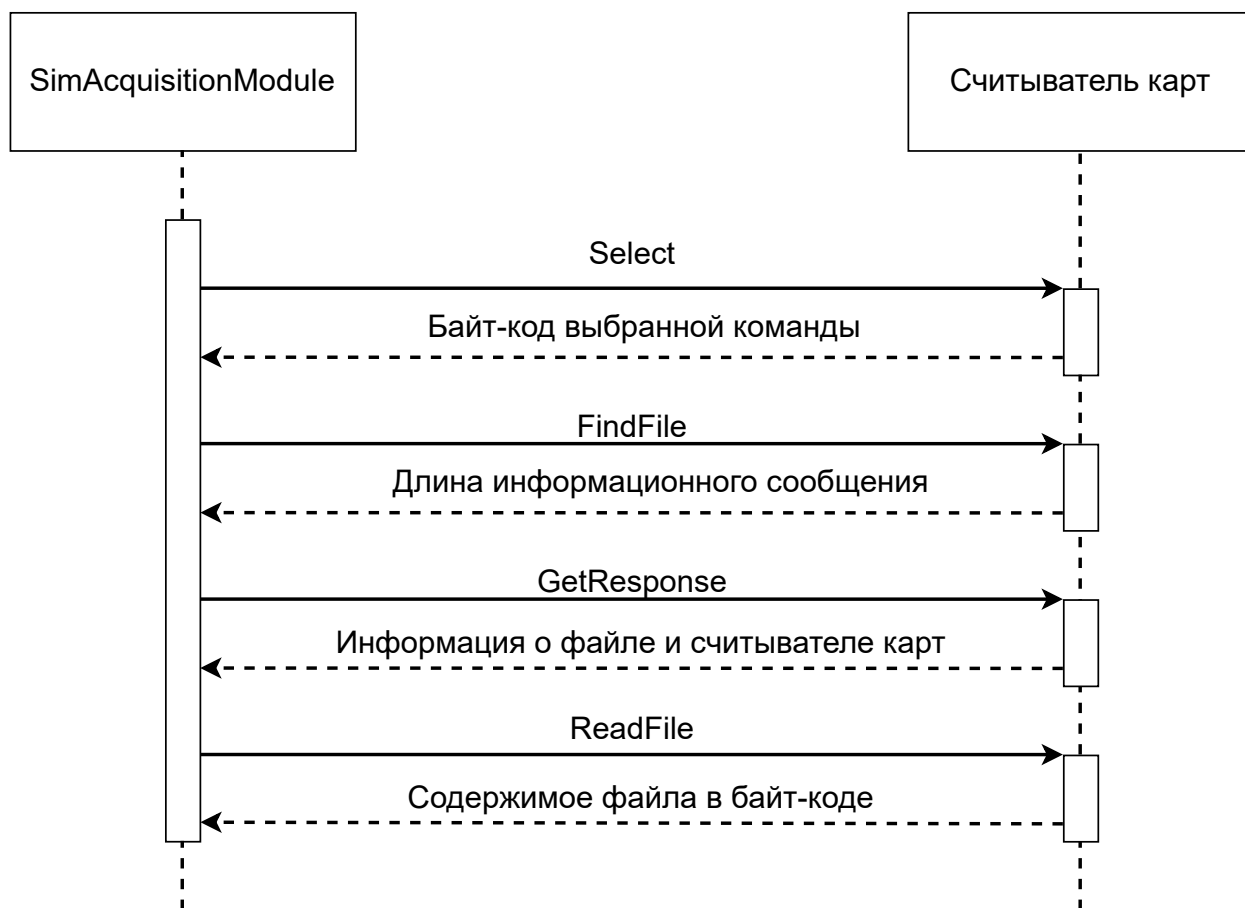 SimAcquisitionModule
Считыватель карт
Select
Байт-код выбранной команды
FindFile
Длина информационного сообщения
GetResponse
Информация о файле и считывателе карт
ReadFile
Содержимое файла в байт-коде